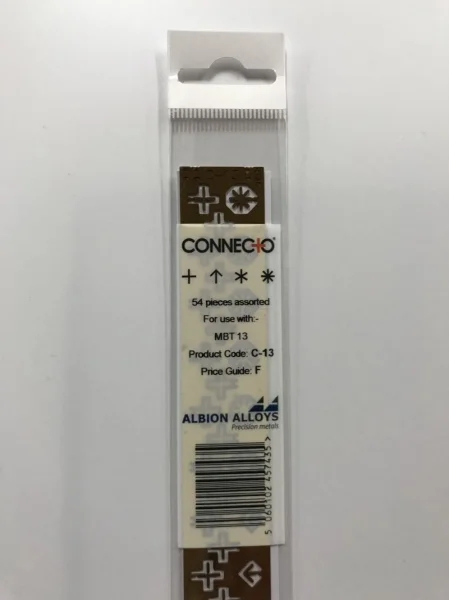 CONNECTO®
54 pieces assorted
For use with:-
MBT 13
Product Code: C-13
Price Guide: F
ALBION ALLOYS
Precision metals
5 060102 457435 >